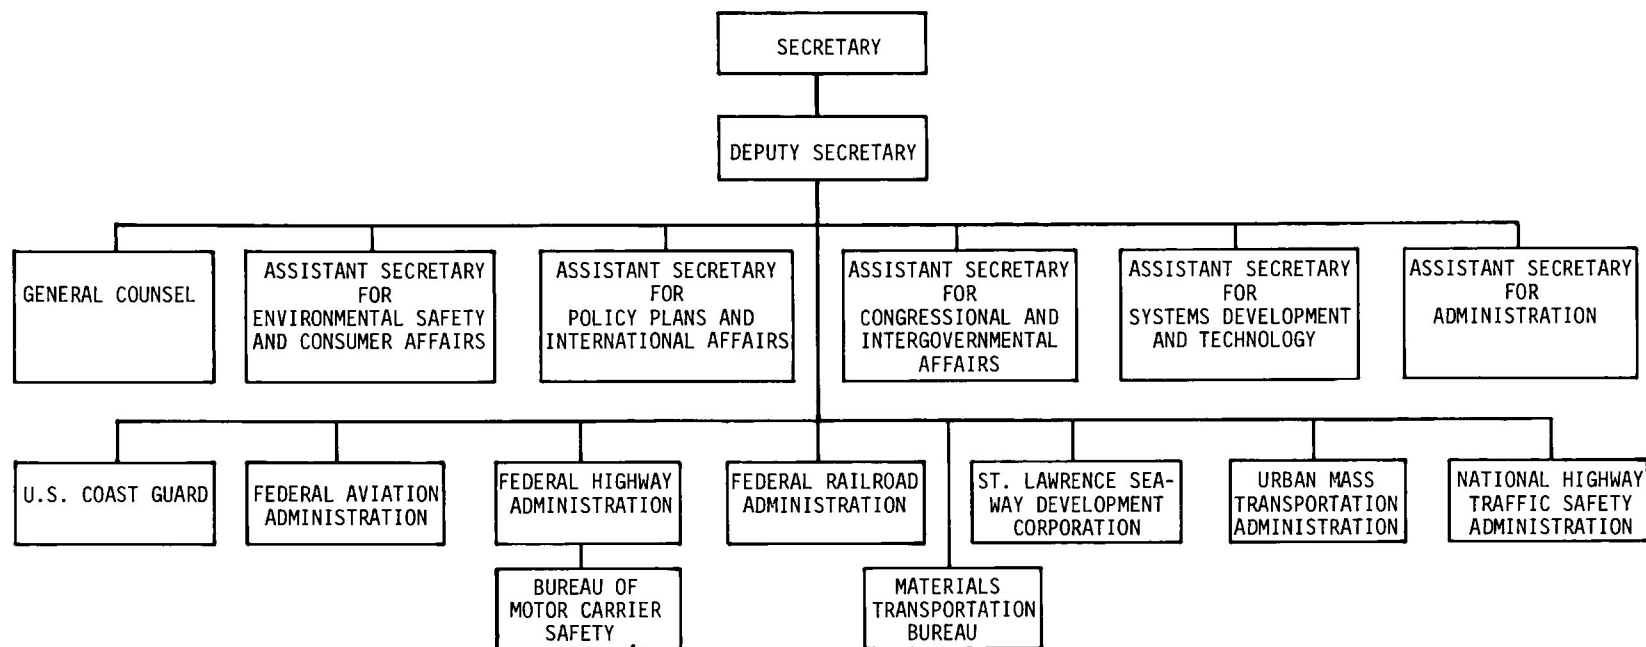 SECRETARY
DEPUTY SECRETARY
GENERAL COUNSEL
ASSISTANT SECRETARY
FOR
ENVIRONMENTAL SAFETY
AND CONSUMER AFFAIRS
ASSISTANT SECRETARY
FOR
POLICY PLANS AND
INTERNATIONAL AFFAIRS
ASSISTANT SECRETARY
FOR
CONGRESSIONAL AND
INTERGOVERNMENTAL
AFFAIRS
ASSISTANT SECRETARY
FOR
SYSTEMS DEVELOPMENT
AND TECHNOLOGY
ASSISTANT SECRETARY
FOR
ADMINISTRATION
U.S. COAST GUARD
FEDERAL AVIATION
ADMINISTRATION
FEDERAL HIGHWAY
ADMINISTRATION
FEDERAL RAILROAD
ADMINISTRATION
ST. LAWRENCE SEA-
WAY DEVELOPMENT
CORPORATION
URBAN MASS
TRANSPORTATION
ADMINISTRATION
NATIONAL HIGHWAY
TRAFFIC SAFETY
ADMINISTRATION
BUREAU OF
MOTOR CARRIER
SAFETY
MATERIALS
TRANSPORTATION
BUREAU